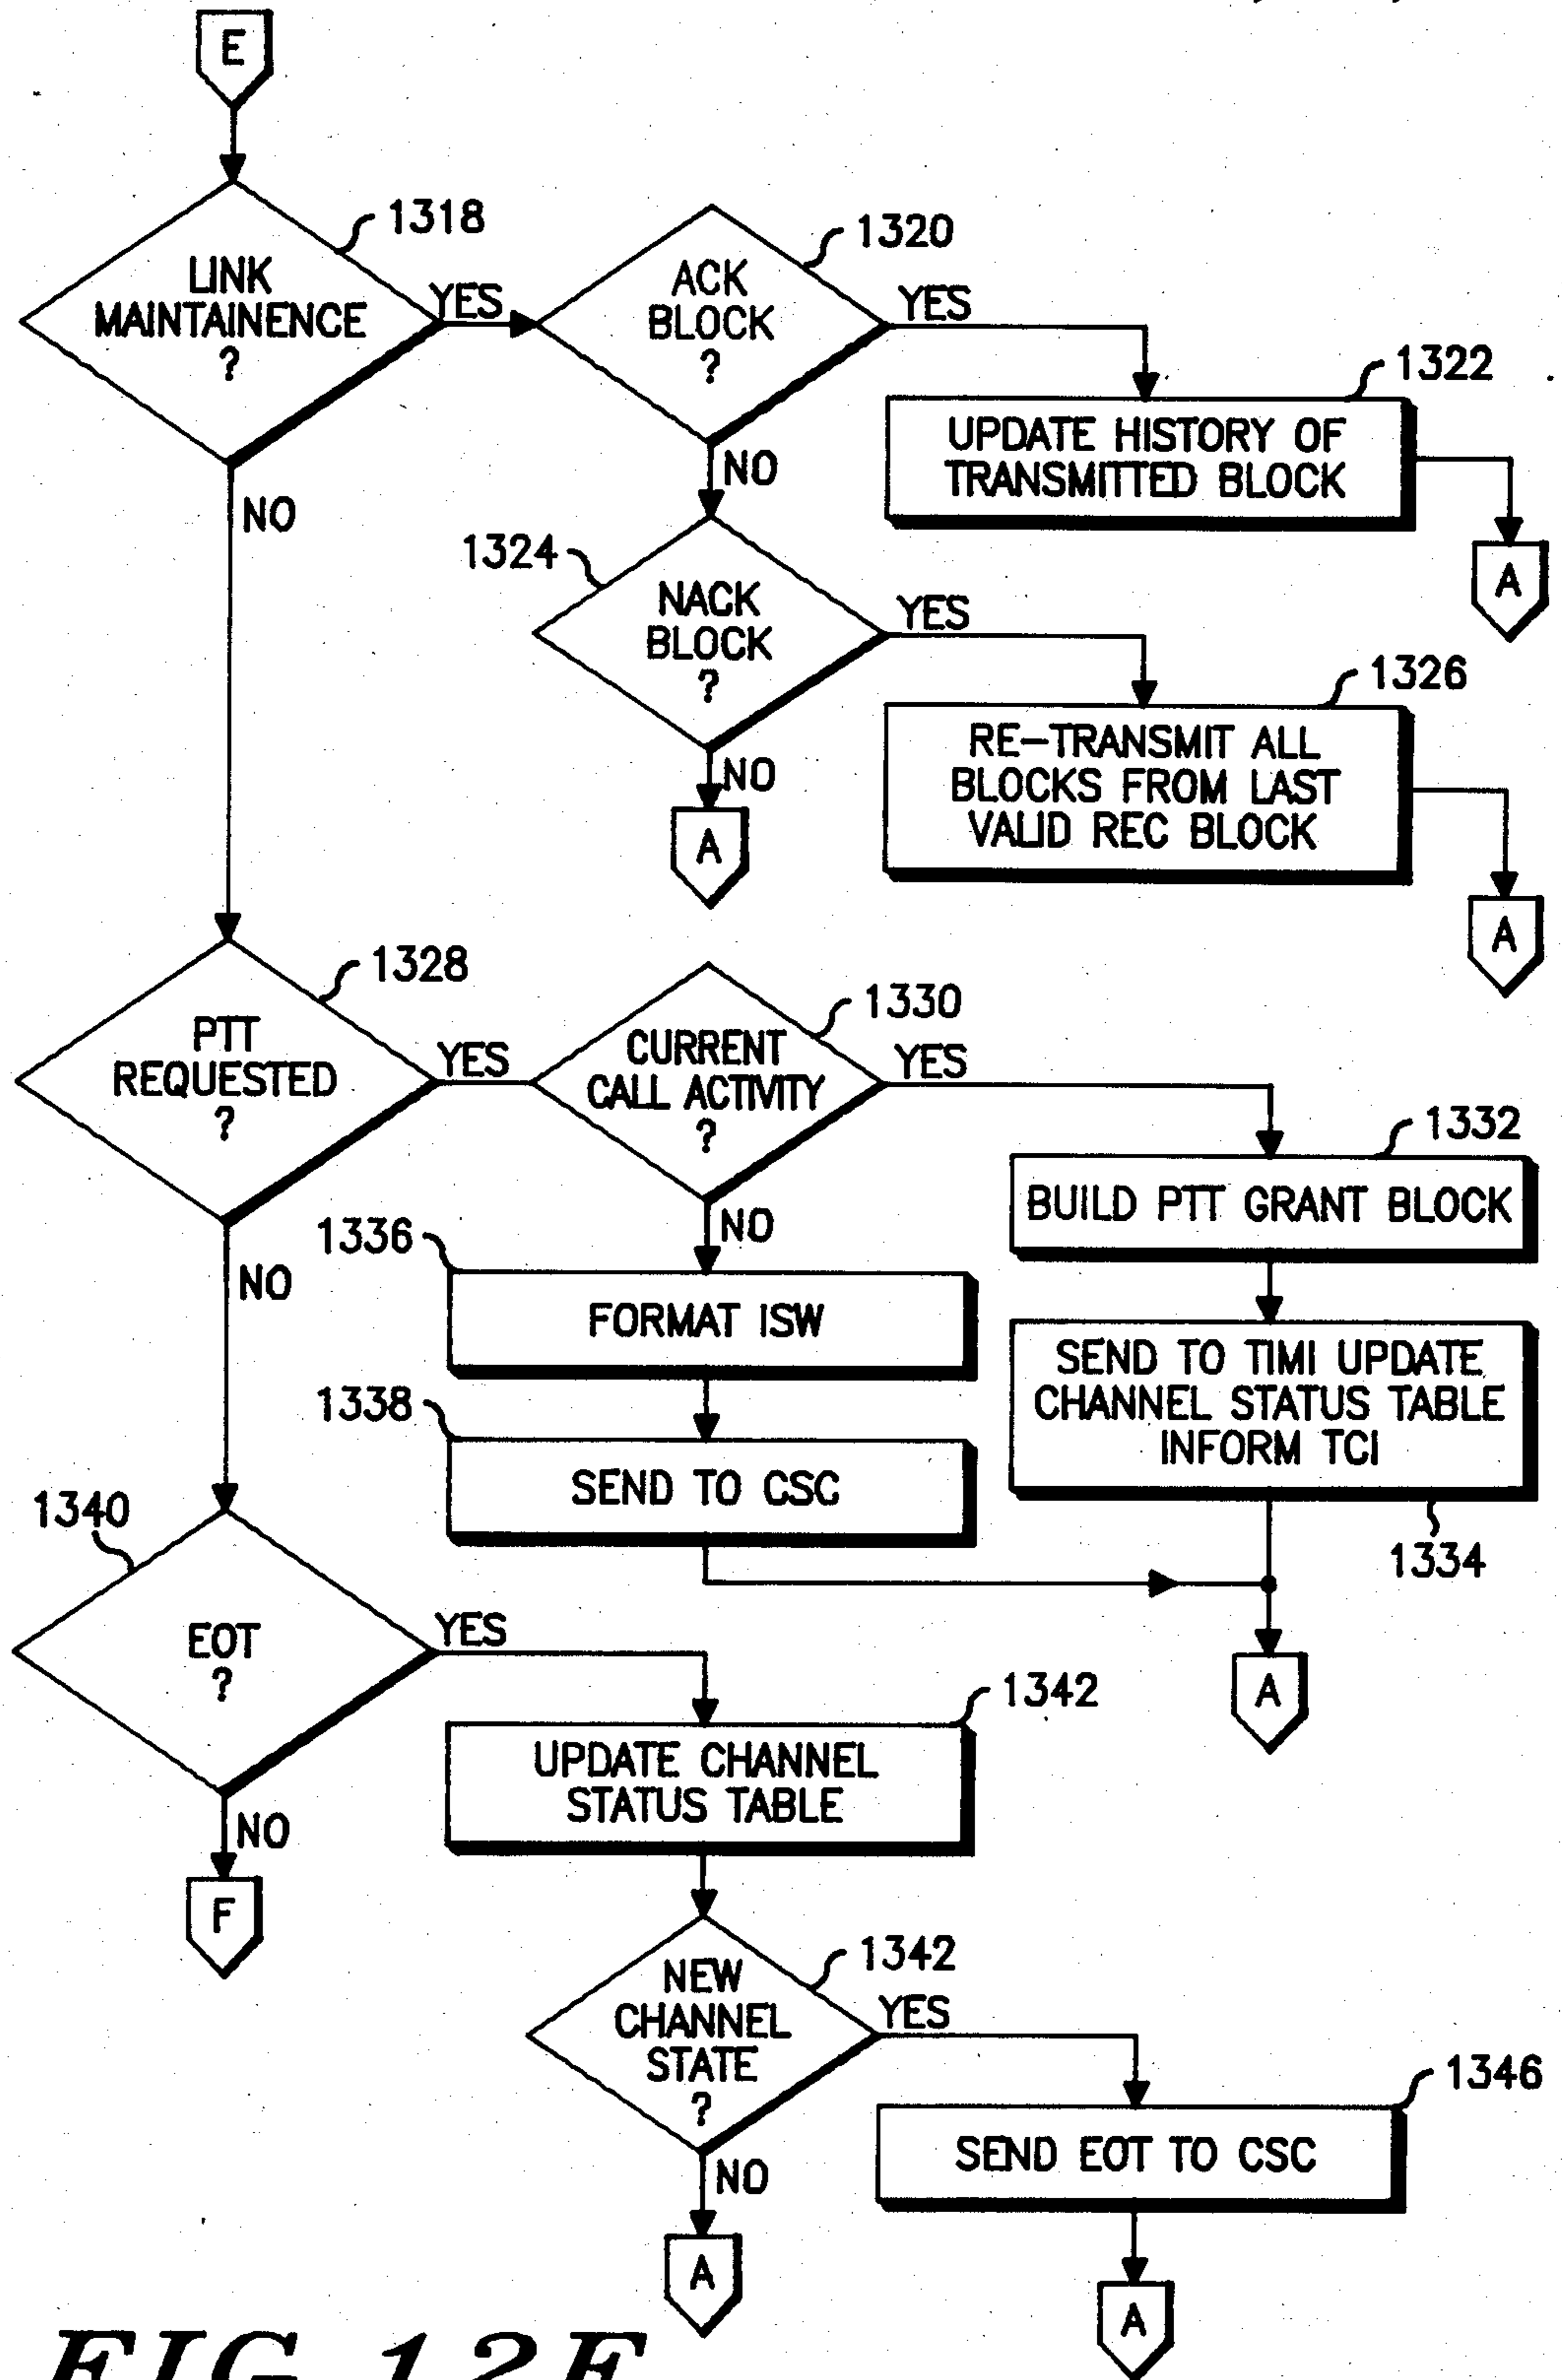 E
1318
LINK
MAINTAINENCE
?
YES
NO
1320
ACK
BLOCK
?
YES
NO
1322
UPDATE HISTORY OF
TRANSMITTED BLOCK
A
1324
NACK
BLOCK
?
YES
NO
A
1326
RE-TRANSMIT ALL
BLOCKS FROM LAST
VALID REC BLOCK
A
1328
PTT
REQUESTED
?
YES
NO
1330
CURRENT
CALL ACTIVITY
?
YES
NO
1332
BUILD PTT GRANT BLOCK
1336
FORMAT ISW
SEND TO TIMI UPDATE
CHANNEL STATUS TABLE
INFORM TCI
1334
1338
SEND TO CSC
A
1340
EOT
?
YES
NO
F
1342
UPDATE CHANNEL
STATUS TABLE
1342
NEW
CHANNEL
STATE
?
YES
NO
A
1346
SEND EOT TO CSC
A